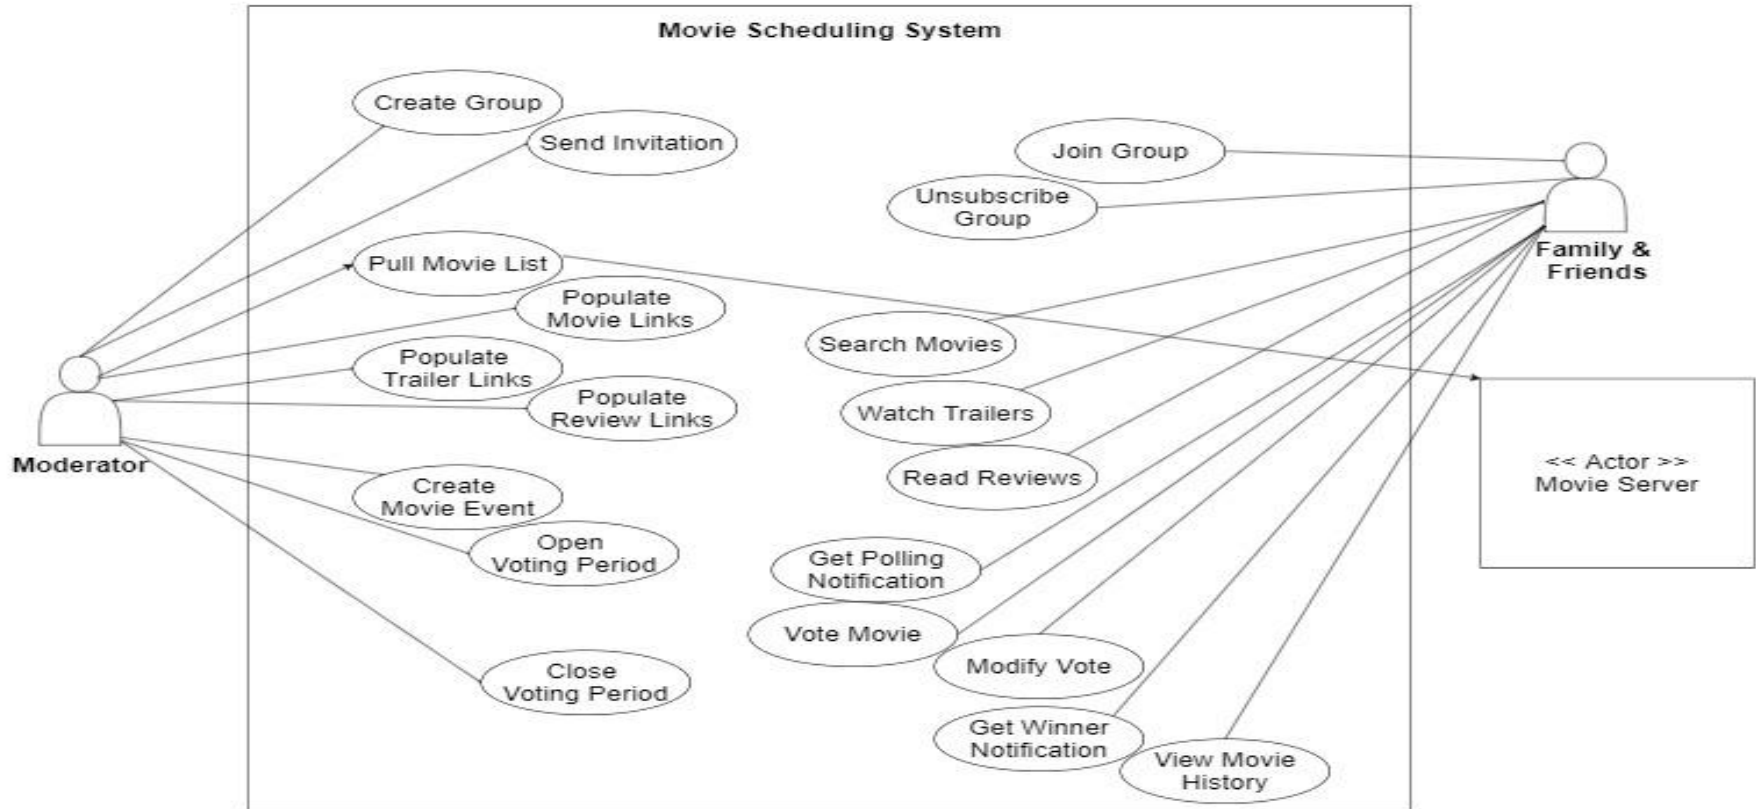 Movie Scheduling System
Create Group
Send Invitation
Join Group
Unsubscribe
Group
Family &
Friends
Pull Movie List
Populate
Movie Links
Search Movies
Populate
Trailer Links
Populate
Review Links
Watch Trailers
Moderator
Read Reviews
<< Actor >>
Movie Server
Create
Movie Event
Open
Voting Period
Get Polling
Notification
Vote Movie
Modify Vote
Close
Voting Period
Get Winner
Notification
View Movie
History